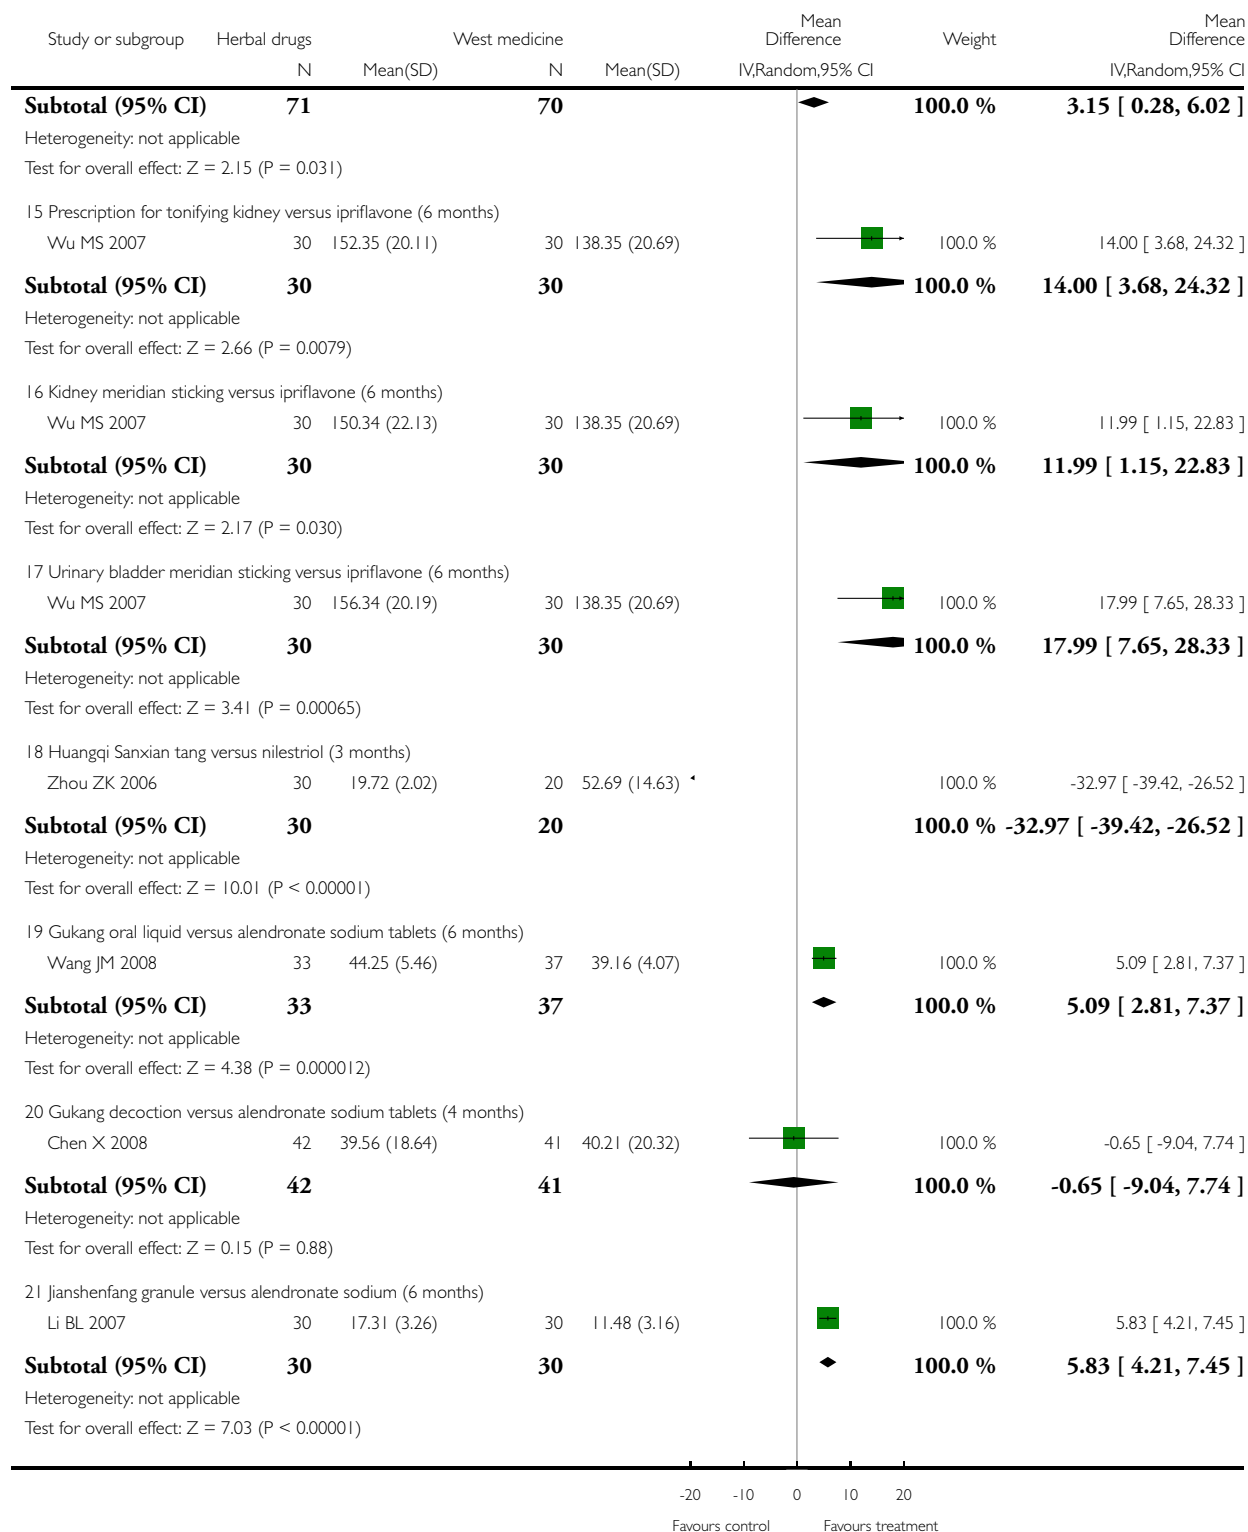 Study or subgroup Herbal drugs West medicine Mean Difference Weight Mean Difference
N Mean(SD) N Mean(SD) IV,Random,95% CI IV,Random,95% CI
Subtotal (95% CI) 71 70 100.0 % 3.15 [ 0.28, 6.02 ]
Heterogeneity: not applicable
Test for overall effect: Z = 2.15 (P = 0.031)
15 Prescription for tonifying kidney versus ipriflavone (6 months)
Wu MS 2007 30 152.35 (20.11) 30 138.35 (20.69) 100.0 % 14.00 [ 3.68, 24.32 ]
Subtotal (95% CI) 30 30 100.0 % 14.00 [ 3.68, 24.32 ]
Heterogeneity: not applicable
Test for overall effect: Z = 2.66 (P = 0.0079)
16 Kidney meridian sticking versus ipriflavone (6 months)
Wu MS 2007 30 150.34 (22.13) 30 138.35 (20.69) 100.0 % 11.99 [ 1.15, 22.83 ]
Subtotal (95% CI) 30 30 100.0 % 11.99 [ 1.15, 22.83 ]
Heterogeneity: not applicable
Test for overall effect: Z = 2.17 (P = 0.030)
17 Urinary bladder meridian sticking versus ipriflavone (6 months)
Wu MS 2007 30 156.34 (20.19) 30 138.35 (20.69) 100.0 % 17.99 [ 7.65, 28.33 ]
Subtotal (95% CI) 30 30 100.0 % 17.99 [ 7.65, 28.33 ]
Heterogeneity: not applicable
Test for overall effect: Z = 3.41 (P = 0.00065)
18 Huangqi Sanxian tang versus nilestriol (3 months)
Zhou ZK 2006 30 19.72 (2.02) 20 52.69 (14.63) 100.0 % -32.97 [ -39.42, -26.52 ]
Subtotal (95% CI) 30 20 100.0 % -32.97 [ -39.42, -26.52 ]
Heterogeneity: not applicable
Test for overall effect: Z = 10.01 (P < 0.00001)
19 Gukang oral liquid versus alendronate sodium tablets (6 months)
Wang JM 2008 33 44.25 (5.46) 37 39.16 (4.07) 100.0 % 5.09 [ 2.81, 7.37 ]
Subtotal (95% CI) 33 37 100.0 % 5.09 [ 2.81, 7.37 ]
Heterogeneity: not applicable
Test for overall effect: Z = 4.38 (P = 0.000012)
20 Gukang decoction versus alendronate sodium tablets (4 months)
Chen X 2008 42 39.56 (18.64) 41 40.21 (20.32) 100.0 % -0.65 [ -9.04, 7.74 ]
Subtotal (95% CI) 42 41 100.0 % -0.65 [ -9.04, 7.74 ]
Heterogeneity: not applicable
Test for overall effect: Z = 0.15 (P = 0.88)
21 Jianshenfang granule versus alendronate sodium (6 months)
Li BL 2007 30 17.31 (3.26) 30 11.48 (3.16) 100.0 % 5.83 [ 4.21, 7.45 ]
Subtotal (95% CI) 30 30 100.0 % 5.83 [ 4.21, 7.45 ]
Heterogeneity: not applicable
Test for overall effect: Z = 7.03 (P < 0.00001)
-20 -10 0 10 20
Favours control Favours treatment